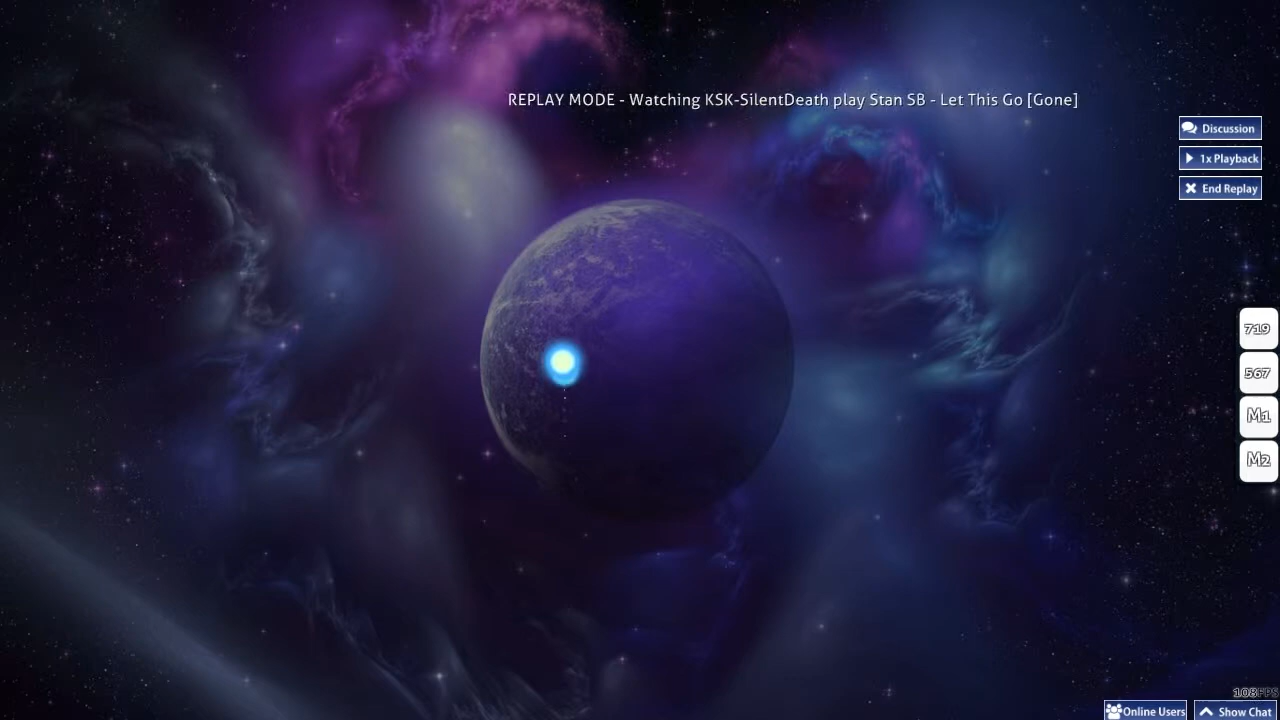 REPLAY MODE - Watching KSK-SilentDeath play Stan SB - Let This Go [Gone]
Discussion
1x Playback
End Replay
719
567
M1
M2
108FPS
Online Users
Show Chat